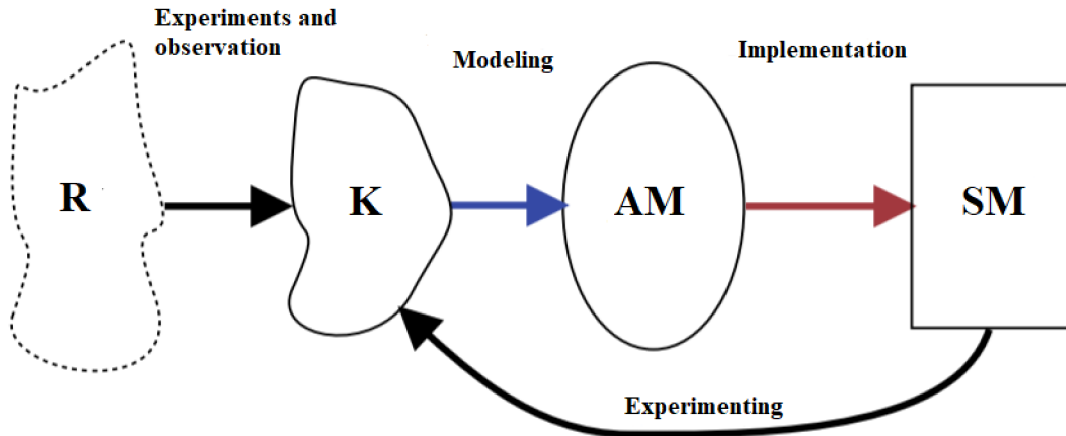 Experiments and
observation
Modeling
Implementation
R
K
AM
SM
Experimenting